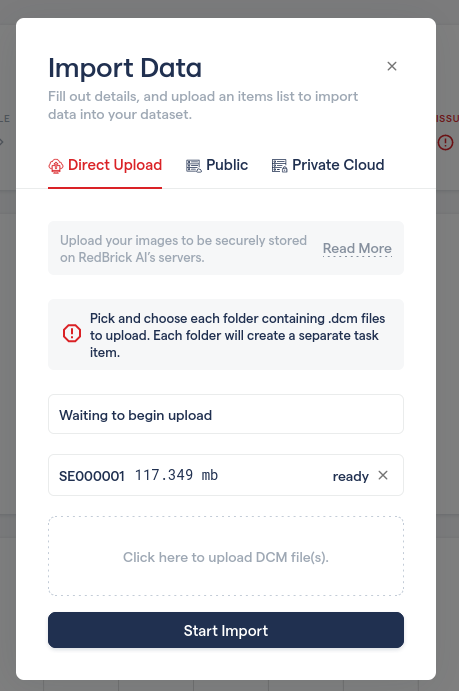 Import Data
Fill out details, and upload an items list to import
data into your dataset.
LE
ISSU
Direct Upload
Public
Private Cloud
Upload your images to be securely stored
on RedBrick AI's servers.
Read More
Pick and choose each folder containing .dcm files
to upload. Each folder will create a separate task
item.
Waiting to begin upload
SE000001 117.349 mb ready
Click here to upload DCM file(s).
Start Import